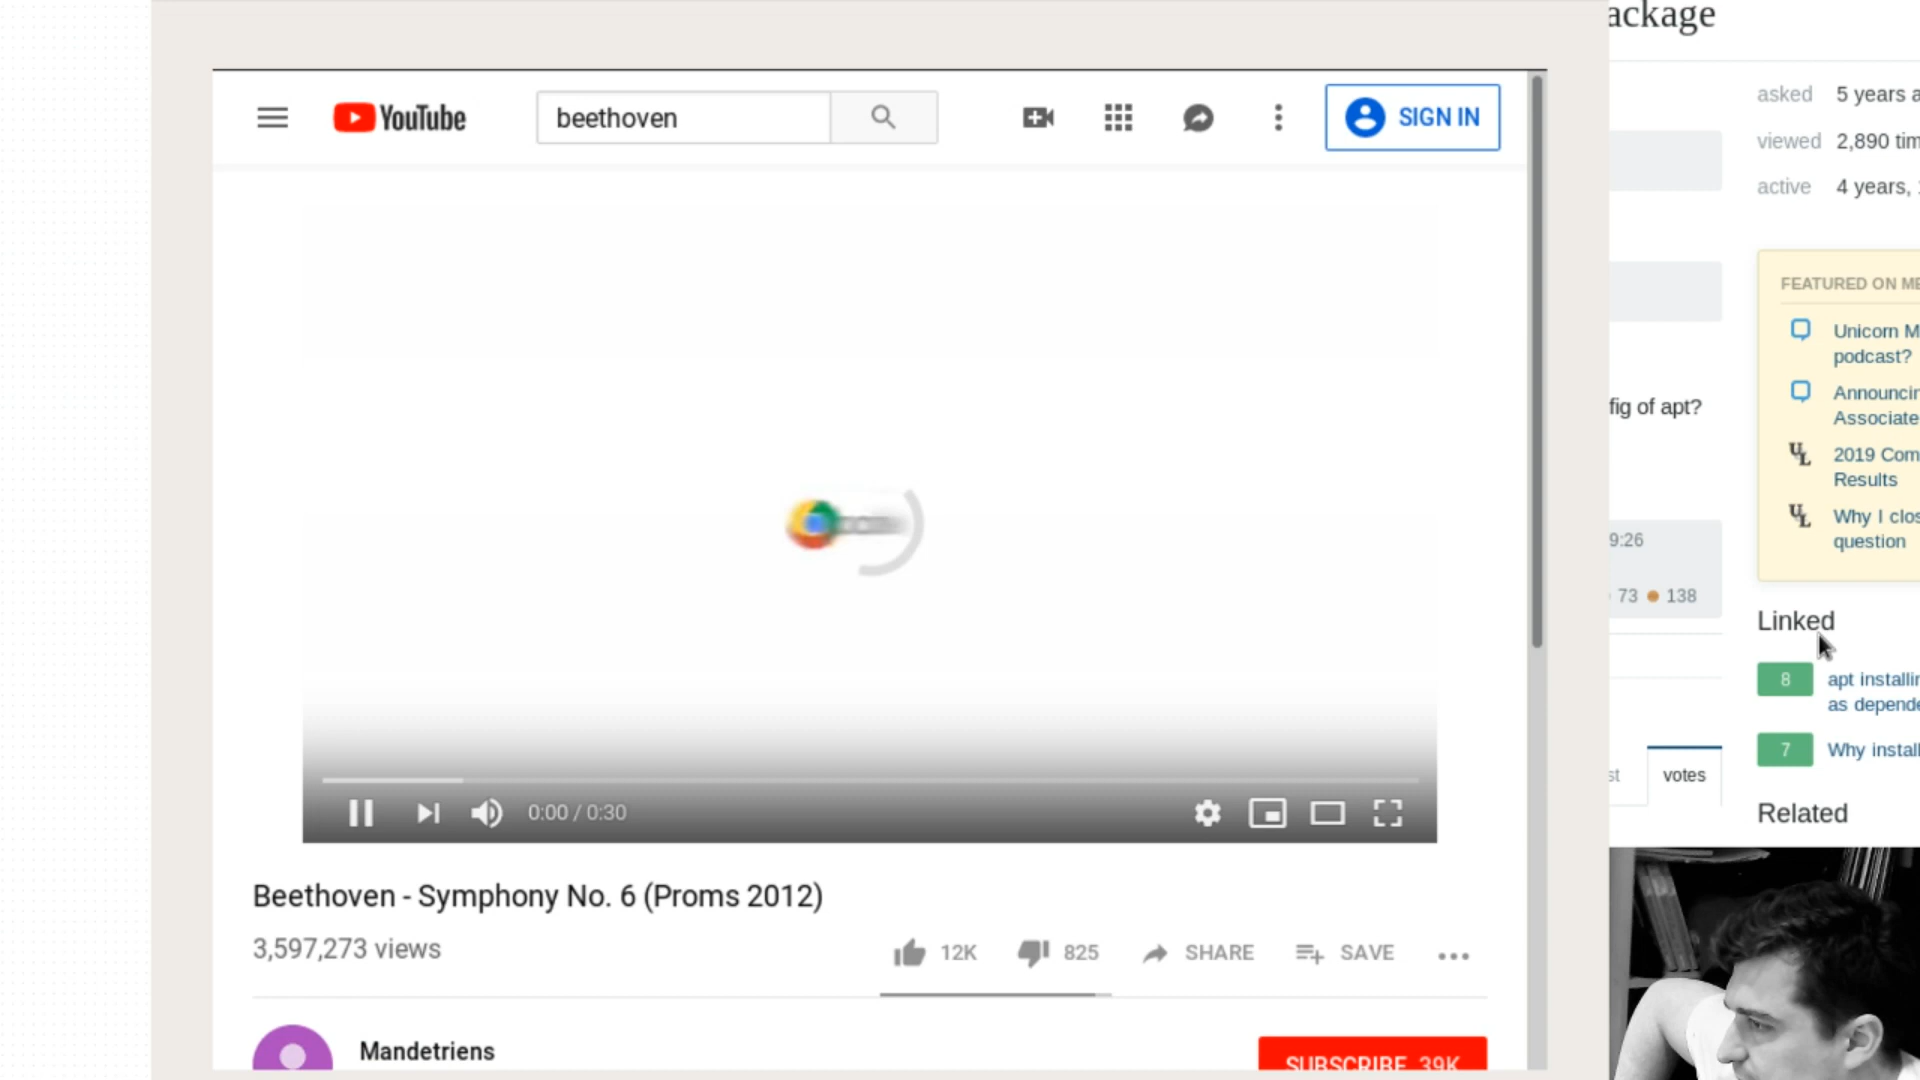 ackage
YouTube
beethoven
SIGN IN
asked 5 years a
viewed 2,890 tim
active 4 years,
FEATURED ON ME
Unicorn M
podcast?
Announcin
Associate
fig of apt?
2019 Com
Results
Why I clos
question
9:26
73 138
Linked
8 apt installin
as depende
7 Why install
st votes
Related
0:00 / 0:30
Beethoven - Symphony No. 6 (Proms 2012)
3,597,273 views
12K 825 SHARE SAVE
Mandetriens
SUBSCRIBE 39K